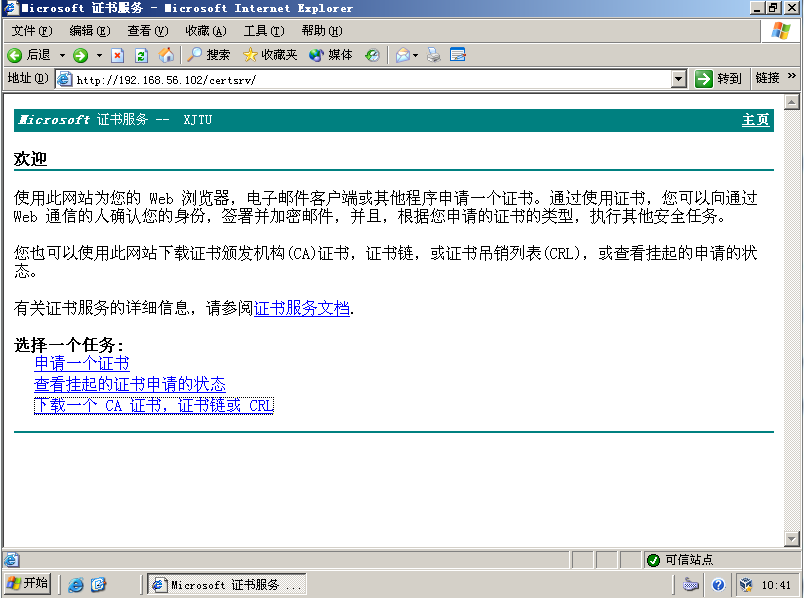 Microsoft 证书服务 - Microsoft Internet Explorer
文件(F) 编辑(E) 查看(V) 收藏(A) 工具(T) 帮助(H)
后退 搜索 收藏夹 媒体
地址(D) http://192.168.56.102/certsrv/ 转到 链接 »
Microsoft 证书服务 -- XJTU 主页
欢迎
使用此网站为您的 Web 浏览器，电子邮件客户端或其他程序申请一个证书。通过使用证书，您可以向通过
Web 通信的人确认您的身份，签署并加密邮件，并且，根据您申请的证书的类型，执行其他安全任务。
您也可以使用此网站下载证书颁发机构(CA)证书，证书链，或证书吊销列表(CRL)，或查看挂起的申请的状
态。
有关证书服务的详细信息，请参阅证书服务文档.
选择一个任务:
申请一个证书
查看挂起的证书申请的状态
下载一个 CA 证书，证书链或 CRL
可信站点
开始 Microsoft 证书服务 ... 10:41